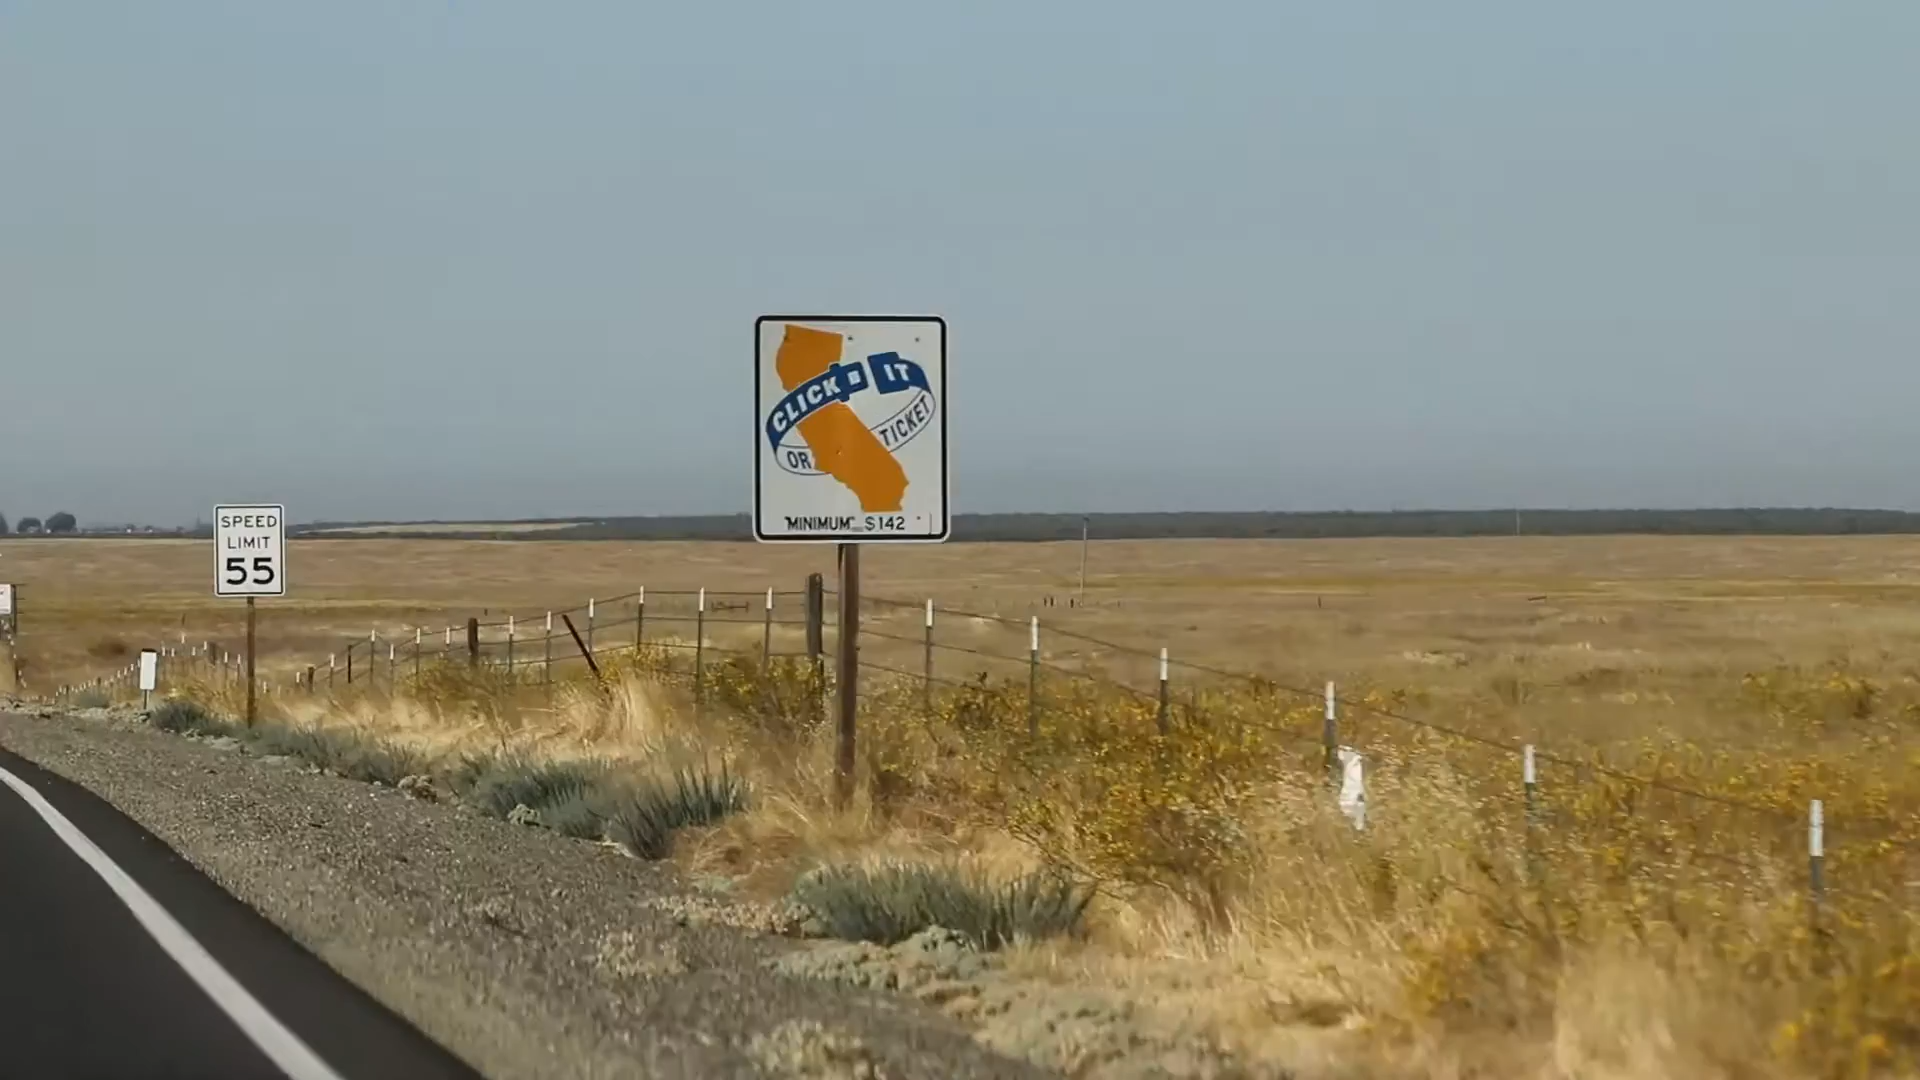 SPEED
LIMIT
55
CLICK IT
OR TICKET
MINIMUM $142